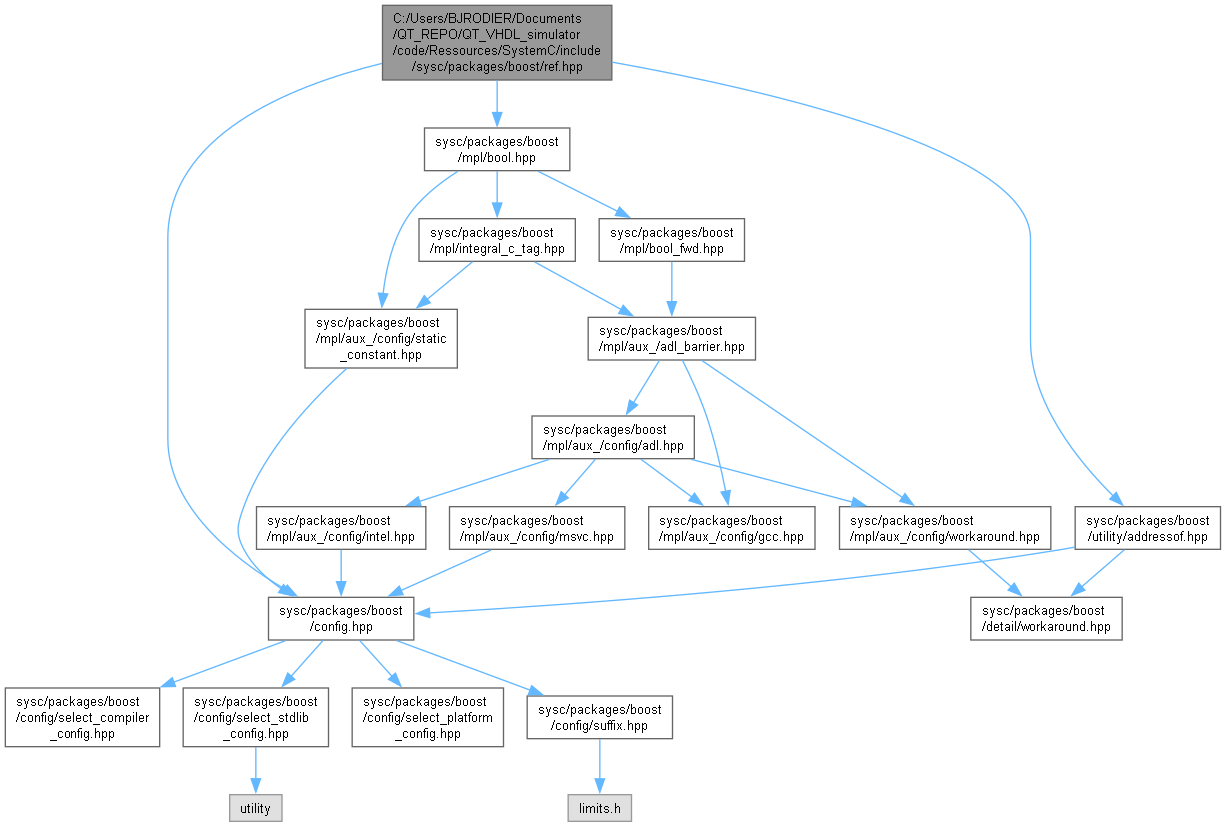 C:/Users/BJRODIER/Documents
/QT_REPO/QT_VHDL_simulator
/code/Ressources/SystemC/include
/sysc/packages/boost/ref.hpp
sysc/packages/boost
/mpl/bool.hpp
sysc/packages/boost
/mpl/integral_c_tag.hpp
sysc/packages/boost
/mpl/bool_fwd.hpp
sysc/packages/boost
/mpl/aux_/config/static
_constant.hpp
sysc/packages/boost
/mpl/aux_/adl_barrier.hpp
sysc/packages/boost
/mpl/aux_/config/adl.hpp
sysc/packages/boost
/mpl/aux_/config/intel.hpp
sysc/packages/boost
/mpl/aux_/config/msvc.hpp
sysc/packages/boost
/mpl/aux_/config/gcc.hpp
sysc/packages/boost
/mpl/aux_/config/workaround.hpp
sysc/packages/boost
/utility/addressof.hpp
sysc/packages/boost
/config.hpp
sysc/packages/boost
/detail/workaround.hpp
sysc/packages/boost
/config/select_compiler
_config.hpp
sysc/packages/boost
/config/select_stdlib
_config.hpp
sysc/packages/boost
/config/select_platform
_config.hpp
sysc/packages/boost
/config/suffix.hpp
utility
limits.h